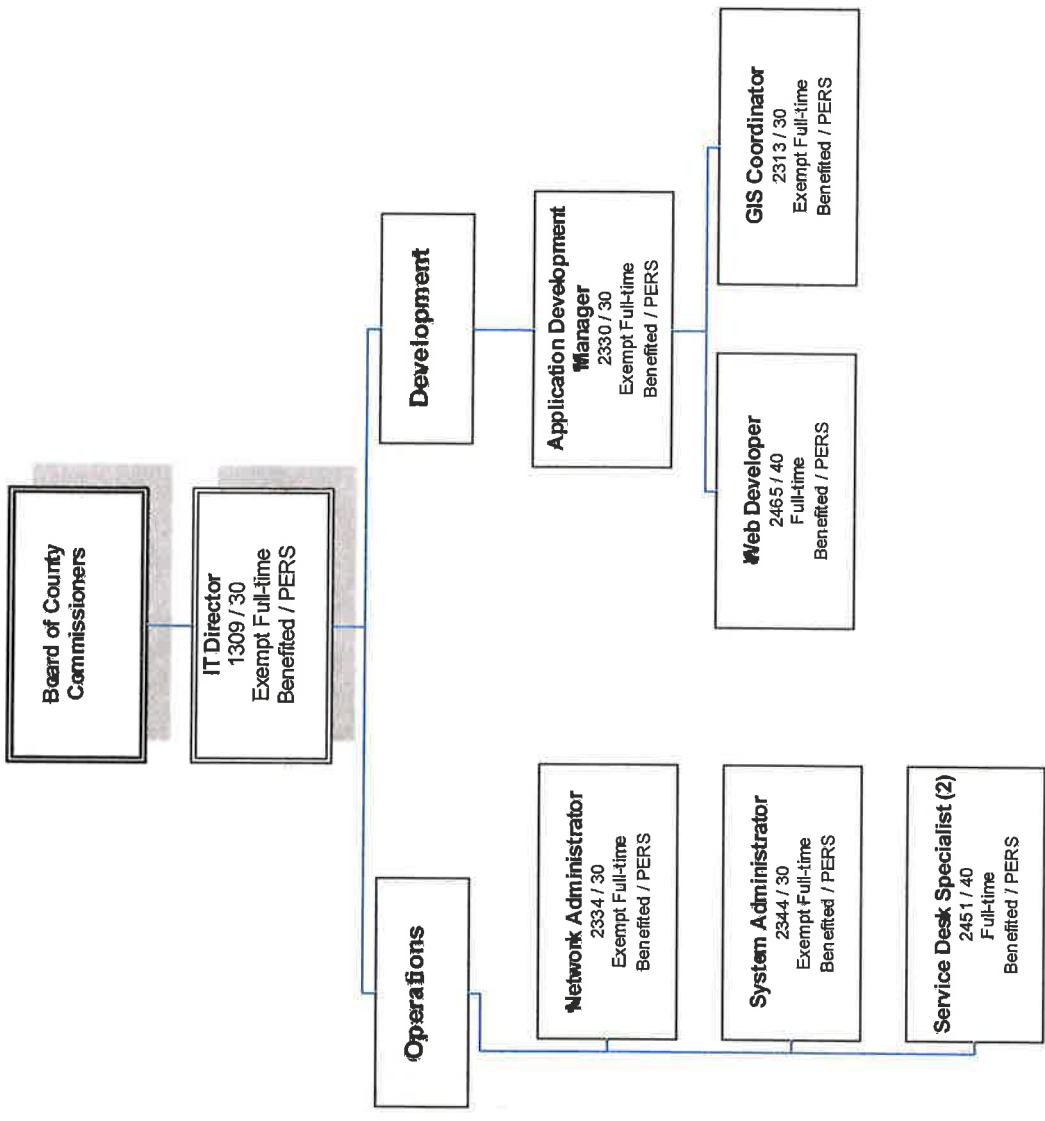 Board of County
Commissioners
IT Director
1309 / 30
Exempt Full-time
Benefited / PERS
Operations
Development
Network Administrator
2334 / 30
Exempt Full-time
Benefited / PERS
System Administrator
2344 / 30
Exempt Full-time
Benefited / PERS
Service Desk Specialist (2)
2451 / 40
Full-time
Benefited / PERS
Application Development
Manager
2330 / 30
Exempt Full-time
Benefited / PERS
Web Developer
2465 / 40
Full-time
Benefited / PERS
GIS Coordinator
2313 / 30
Exempt Full-time
Benefited / PERS